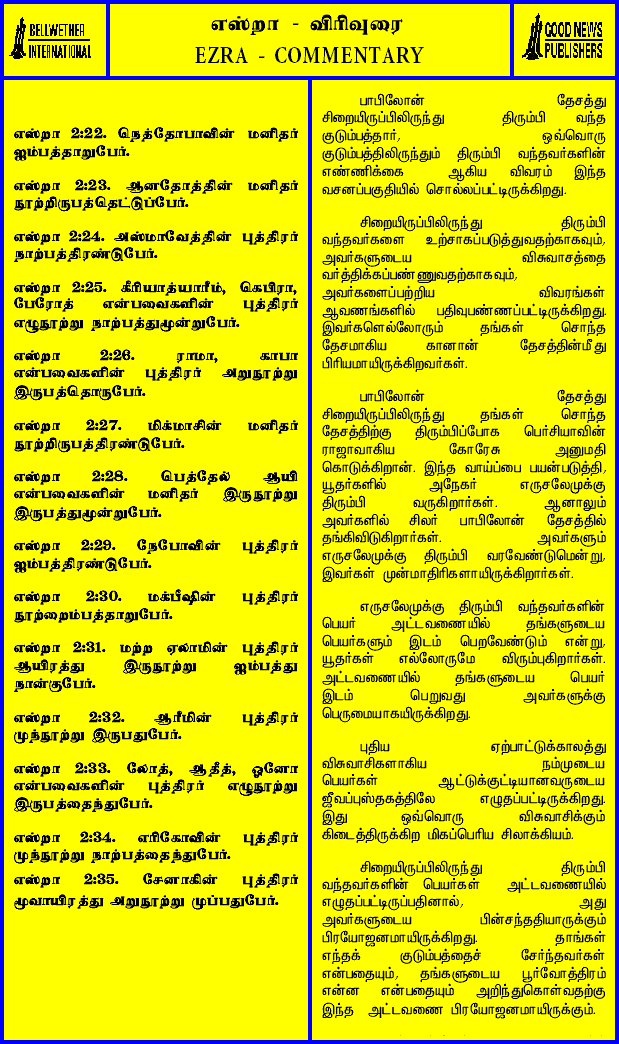 BELLWETHER
INTERNATIONAL
எஸ்றா - விரிவுரை
EZRA - COMMENTARY
GOOD NEWS
PUBLISHERS
எஸ்றா 2:22. நெத்தோபாவின் மனிதர்
ஐம்பத்தாறுபேர்.
எஸ்றா 2:23. ஆனதோத்தின் மனிதர்
நூற்றிருபத்தெட்டுப்பேர்.
எஸ்றா 2:24. அஸ்மாவேத்தின் புத்திரர்
நாற்பத்திரண்டுபேர்.
எஸ்றா 2:25. கீரியாத்யாரீம், கெபிரா,
பேரோத் என்பவைகளின் புத்திரர்
எழுநூற்று நாற்பத்துமூன்றுபேர்.
எஸ்றா 2:26. ராமா, காபா
என்பவைகளின் புத்திரர் அறுநூற்று
இருபத்தொருபேர்.
எஸ்றா 2:27. மிக்மாசின் மனிதர்
நூற்றிருபத்திரண்டுபேர்.
எஸ்றா 2:28. பெத்தேல் ஆயி
என்பவைகளின் மனிதர் இருநூற்று
இருபத்துமூன்றுபேர்.
எஸ்றா 2:29. நேபோவின் புத்திரர்
ஐம்பத்திரண்டுபேர்.
எஸ்றா 2:30. மக்பீஷின் புத்திரர்
நூற்றைம்பத்தாறுபேர்.
எஸ்றா 2:31. மற்ற ஏலாமின் புத்திரர்
ஆயிரத்து இருநூற்று ஐம்பத்து
நான்குபேர்.
எஸ்றா 2:32. ஆரீமின் புத்திரர்
முந்நூற்று இருபதுபேர்.
எஸ்றா 2:33. லோத், ஆதீத், ஓனோ
என்பவைகளின் புத்திரர் எழுநூற்று
இருபத்தைந்துபேர்.
எஸ்றா 2:34. எரிகோவின் புத்திரர்
முந்நூற்று நாற்பத்தைந்துபேர்.
எஸ்றா 2:35. சேனாகின் புத்திரர்
மூவாயிரத்து அறுநூற்று முப்பதுபேர்.
பாபிலோன் தேசத்து
சிறையிருப்பிலிருந்து திரும்பி வந்த
குடும்பத்தார், ஒவ்வொரு
குடும்பத்திலிருந்தும் திரும்பி வந்தவர்களின்
எண்ணிக்கை ஆகிய விவரம் இந்த
வசனப்பகுதியில் சொல்லப்பட்டிருக்கிறது.
சிறையிருப்பிலிருந்து திரும்பி
வந்தவர்களை உற்சாகப்படுத்துவதற்காகவும்,
அவர்களுடைய விசுவாசத்தை
வர்த்திக்கப்பண்ணுவதற்காகவும்,
அவர்களைப்பற்றிய விவரங்கள்
ஆவணங்களில் பதிவுபண்ணப்பட்டிருக்கிறது.
இவர்களெல்லோரும் தங்கள் சொந்த
தேசமாகிய கானான் தேசத்தின்மீது
பிரியமாயிருக்கிறவர்கள்.
பாபிலோன் தேசத்து
சிறையிருப்பிலிருந்து தங்கள் சொந்த
தேசத்திற்கு திரும்பிப்போக பெர்சியாவின்
ராஜாவாகிய கோரேசு அனுமதி
கொடுக்கிறான். இந்த வாய்ப்பை பயன்படுத்தி,
யூதர்களில் அநேகர் எருசலேமுக்கு
திரும்பி வருகிறார்கள். ஆனாலும்
அவர்களில் சிலர் பாபிலோன் தேசத்தில்
தங்கிவிடுகிறார்கள். அவர்களும்
எருசலேமுக்கு திரும்பி வரவேண்டுமென்று,
இவர்கள் முன்மாதிரிகளாயிருக்கிறார்கள்.
எருசலேமுக்கு திரும்பி வந்தவர்களின்
பெயர் அட்டவணையில் தங்களுடைய
பெயர்களும் இடம் பெறவேண்டும் என்று,
யூதர்கள் எல்லோருமே விரும்புகிறார்கள்.
அட்டவணையில் தங்களுடைய பெயர்
இடம் பெறுவது அவர்களுக்கு
பெருமையாகயிருக்கிறது.
புதிய ஏற்பாட்டுக்காலத்து
விசுவாசிகளாகிய நம்முடைய
பெயர்கள் ஆட்டுக்குட்டியானவருடைய
ஜீவப்புஸ்தகத்திலே எழுதப்பட்டிருக்கிறது.
இது ஒவ்வொரு விசுவாசிக்கும்
கிடைத்திருக்கிற மிகப்பெரிய சிலாக்கியம்.
சிறையிருப்பிலிருந்து திரும்பி
வந்தவர்களின் பெயர்கள் அட்டவணையில்
எழுதப்பட்டிருப்பதினால், அது
அவர்களுடைய பின்சந்ததியாருக்கும்
பிரயோஜனமாயிருக்கிறது. தாங்கள்
எந்தக் குடும்பத்தைச் சேர்ந்தவர்கள்
என்பதையும், தங்களுடைய பூர்வோத்திரம்
என்ன என்பதையும் அறிந்துகொள்வதற்கு
இந்த அட்டவணை பிரயோஜனமாயிருக்கும்.